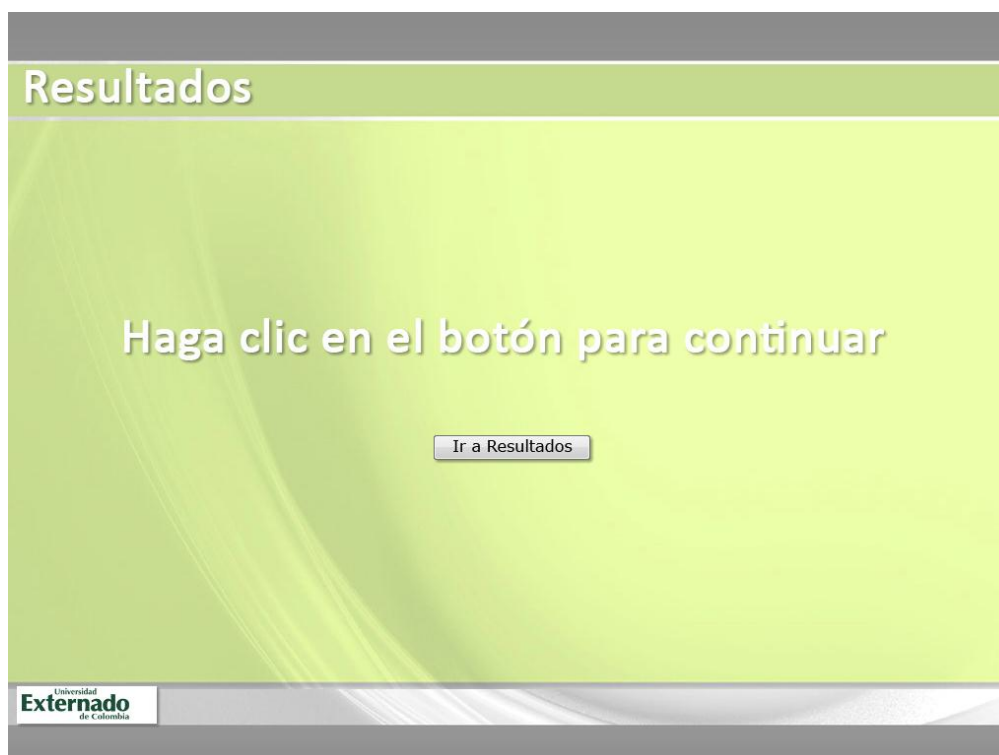 Resultados
Haga clic en el botón para continuar
Ir a Resultados
Universidad
Externado
de Colombia